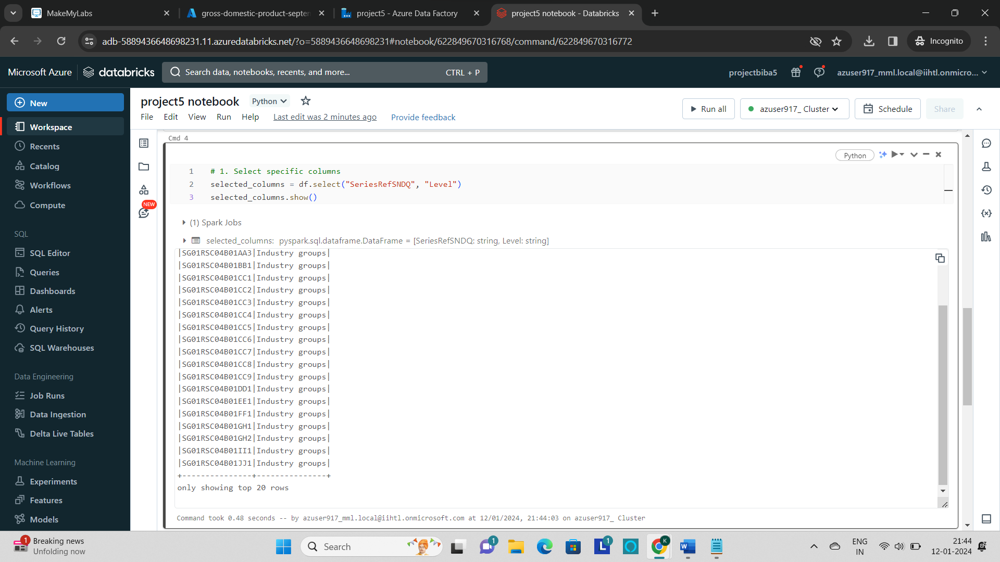 MakeMyLabs
gross-domestic-product-septem
project5 - Azure Data Factory
project5 notebook - Databricks
adb-5889436648698231.11.azuredatabricks.net/?o=5889436648698231#notebook/622849670316768/command/622849670316772
Incognito
Microsoft Azure
databricks
Search data, notebooks, recents, and more...
CTRL + P
projectbiba5
azuser917_mml.local@iihtl.onmicro...
New
Workspace
Recents
Catalog
Workflows
Compute
SQL
SQL Editor
Queries
Dashboards
Alerts
Query History
SQL Warehouses
Data Engineering
Job Runs
Data Ingestion
Delta Live Tables
Machine Learning
Experiments
Features
Models
project5 notebook
Python
File Edit View Run Help Last edit was 2 minutes ago Provide feedback
Run all
azuser917_ Cluster
Schedule
Share
NEW
Cmd 4
Python
1 # 1. Select specific columns
2 selected_columns = df.select("SeriesRefSNDQ", "Level")
3 selected_columns.show()
(1) Spark Jobs
selected_columns: pyspark.sql.dataframe.DataFrame = [SeriesRefSNDQ: string, Level: string]
|SG01RSC04B01AA3|Industry groups|
|SG01RSC04B01BB1|Industry groups|
|SG01RSC04B01CC1|Industry groups|
|SG01RSC04B01CC2|Industry groups|
|SG01RSC04B01CC3|Industry groups|
|SG01RSC04B01CC4|Industry groups|
|SG01RSC04B01CC5|Industry groups|
|SG01RSC04B01CC6|Industry groups|
|SG01RSC04B01CC7|Industry groups|
|SG01RSC04B01CC8|Industry groups|
|SG01RSC04B01CC9|Industry groups|
|SG01RSC04B01DD1|Industry groups|
|SG01RSC04B01EE1|Industry groups|
|SG01RSC04B01FF1|Industry groups|
|SG01RSC04B01GH1|Industry groups|
|SG01RSC04B01GH2|Industry groups|
|SG01RSC04B01II1|Industry groups|
|SG01RSC04B01JJ1|Industry groups|
+---------------+---------------+
only showing top 20 rows
Command took 0.48 seconds -- by azuser917_mml.local@iihtl.onmicrosoft.com at 12/01/2024, 21:44:03 on azuser917_ Cluster
1
Breaking news
Unfolding now
Search
1
L
1
K
W
ENG
IN
21:44
12-01-2024